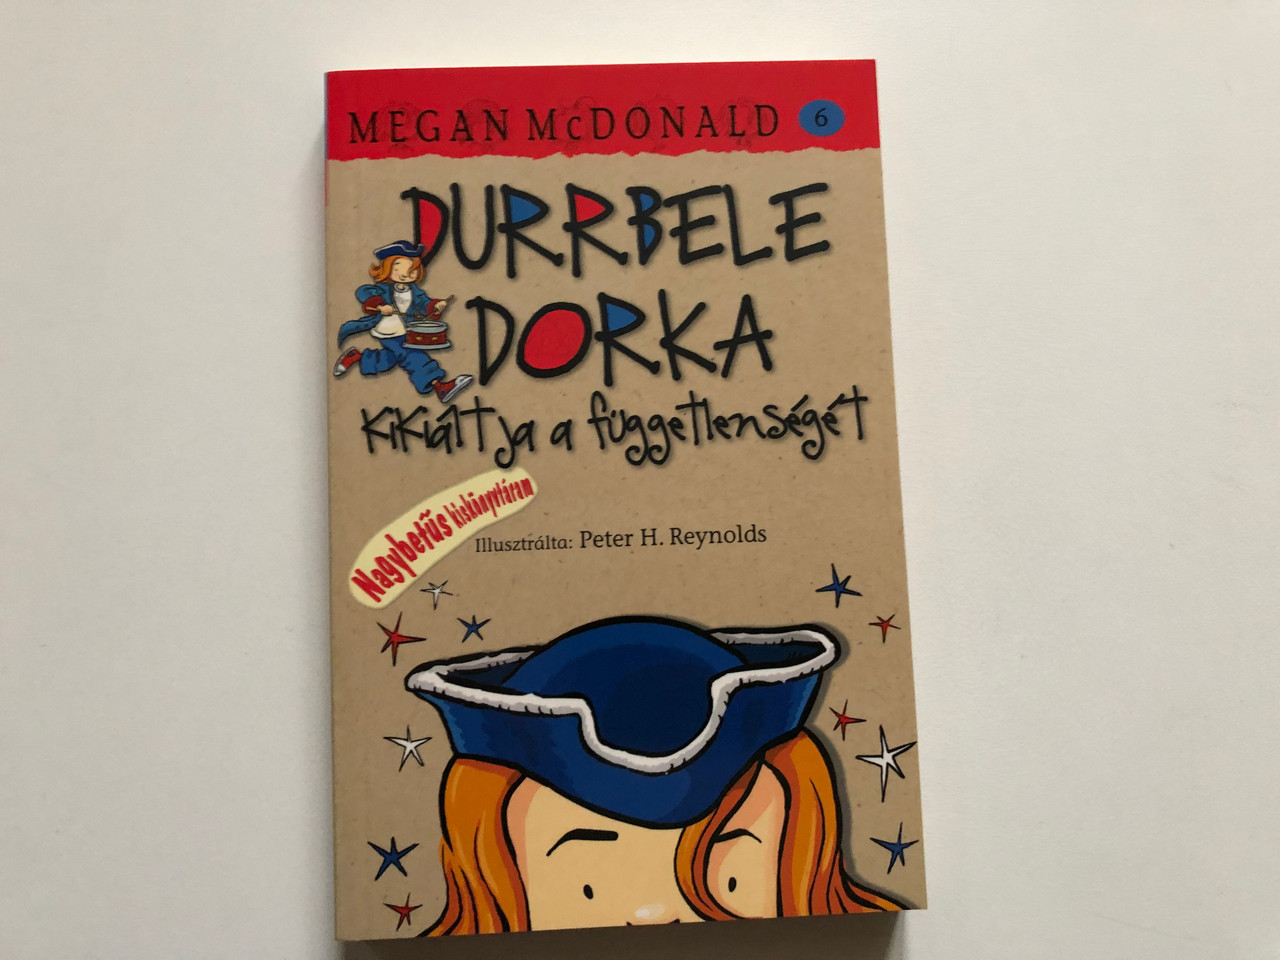 MEGAN McDONALD 6
DURRBELE
DORKA
kikiáltja a függetlenségét
Nagybetűs kiskönyvtáram
Illusztrálta: Peter H. Reynolds